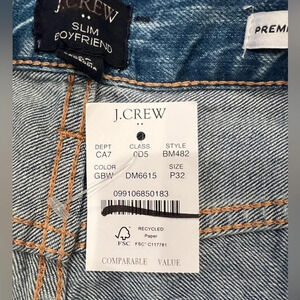 J.CREW
SLIM
BOYFRIEND
PREMI
J.CREW
DEPT CLASS STYLE
CA7 0D5 BM482
COLOR SIZE
GBW DM6615 P32
099106850183
FSC
RECYCLED
Paper
FSC® C117781
COMPARABLE VALUE